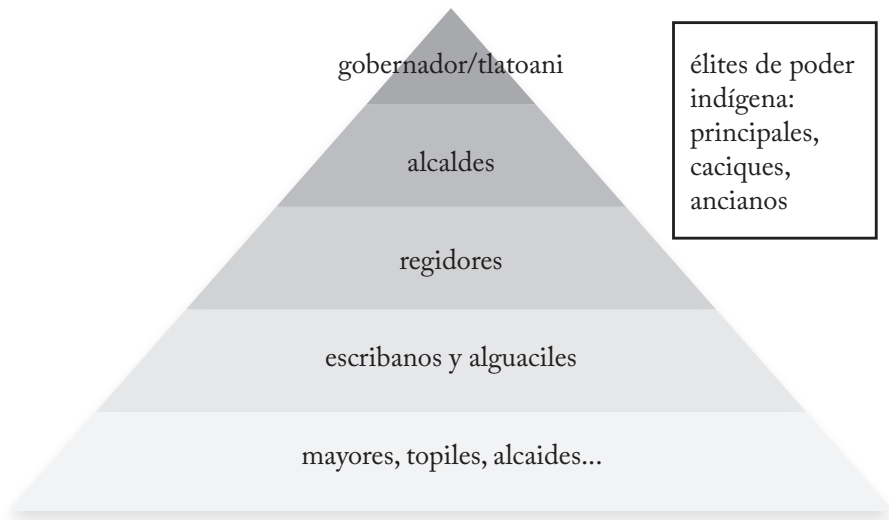 gobernador/tlatoani
alcaldes
regidores
escribanos y alguaciles
mayores, topiles, alcaides...
élites de poder
indígena:
principales,
caciques,
ancianos